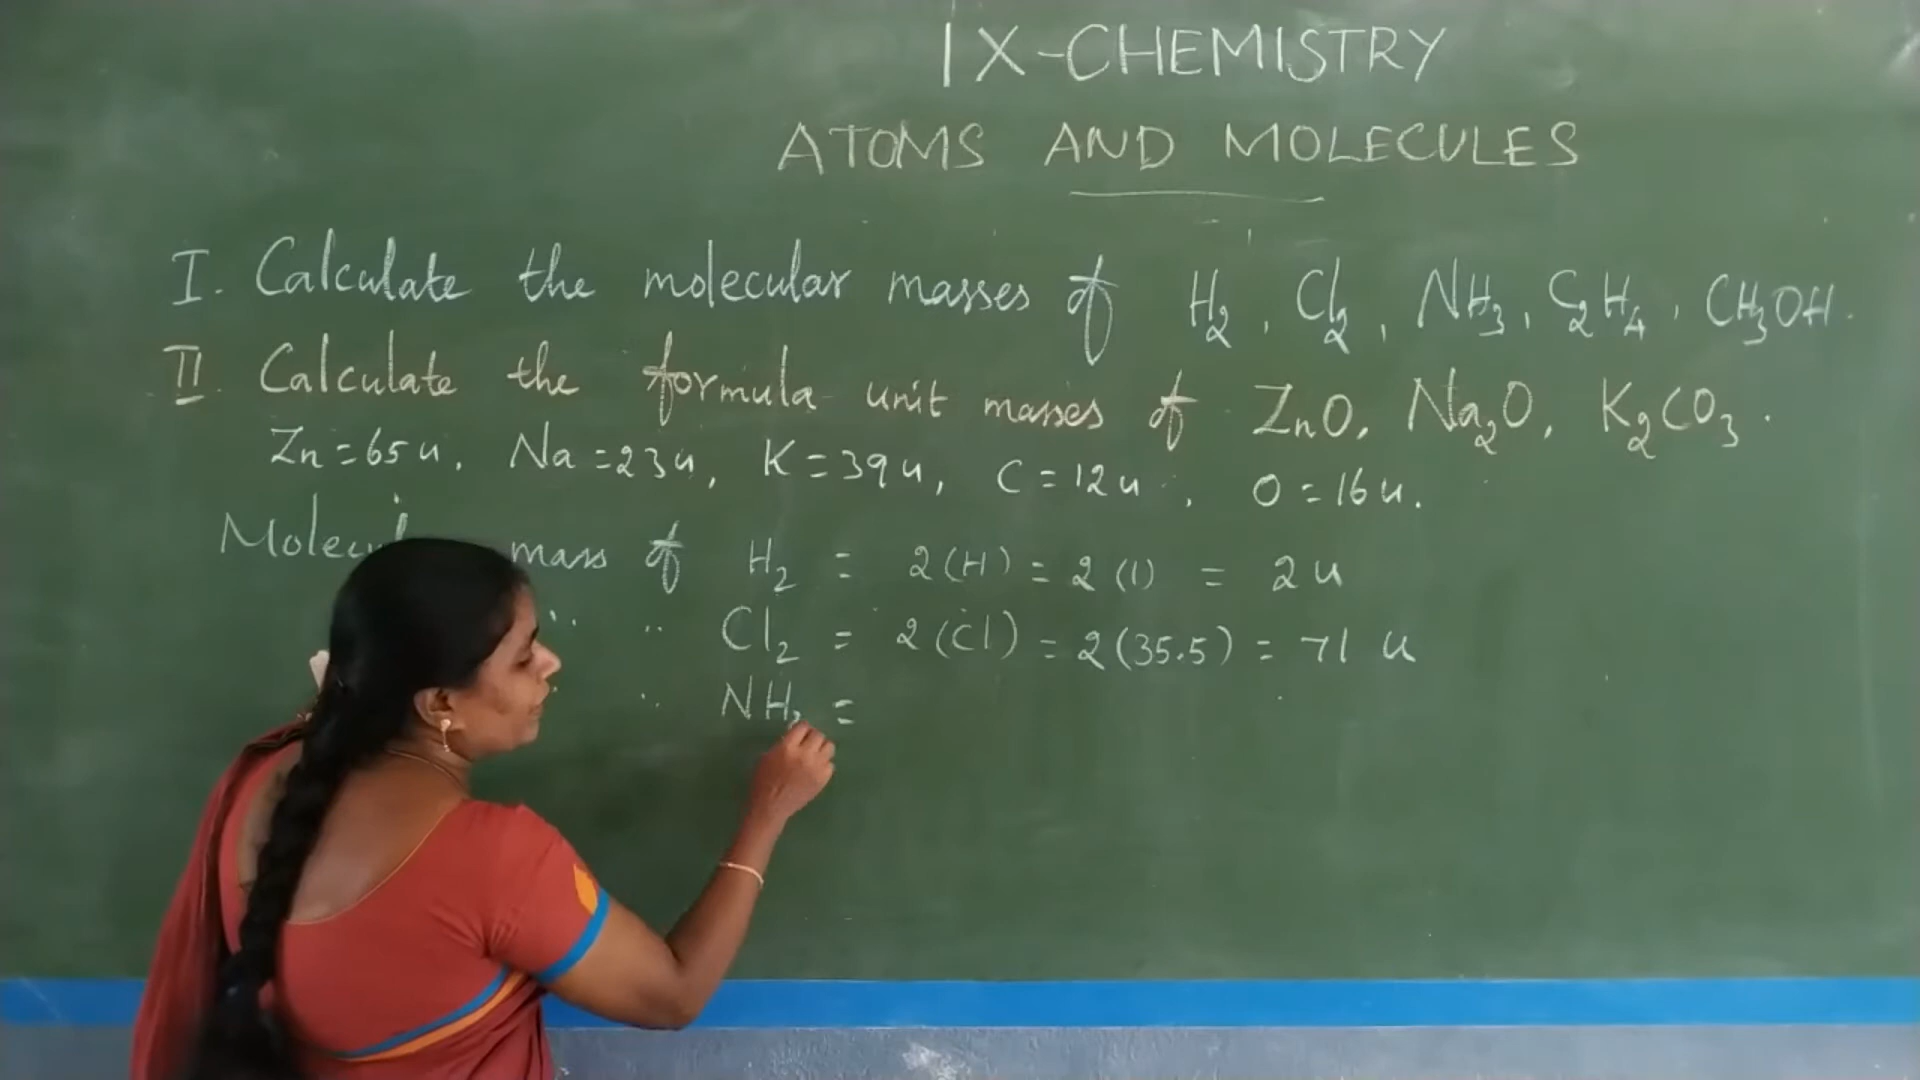 IX-CHEMISTRY
ATOMS AND MOLECULES
I. Calculate the molecular masses of H₂, Cl₂, NH₃, C₂H₄, CH₃OH.
II. Calculate the formula unit masses of ZnO, Na₂O, K₂CO₃.
Zn = 65u, Na = 23u, K = 39u, C = 12u, O = 16u.
mass of H₂ = 2(H) = 2(1) = 2u
" " Cl₂ = 2(Cl) = 2(35.5) = 71 u
" NH =